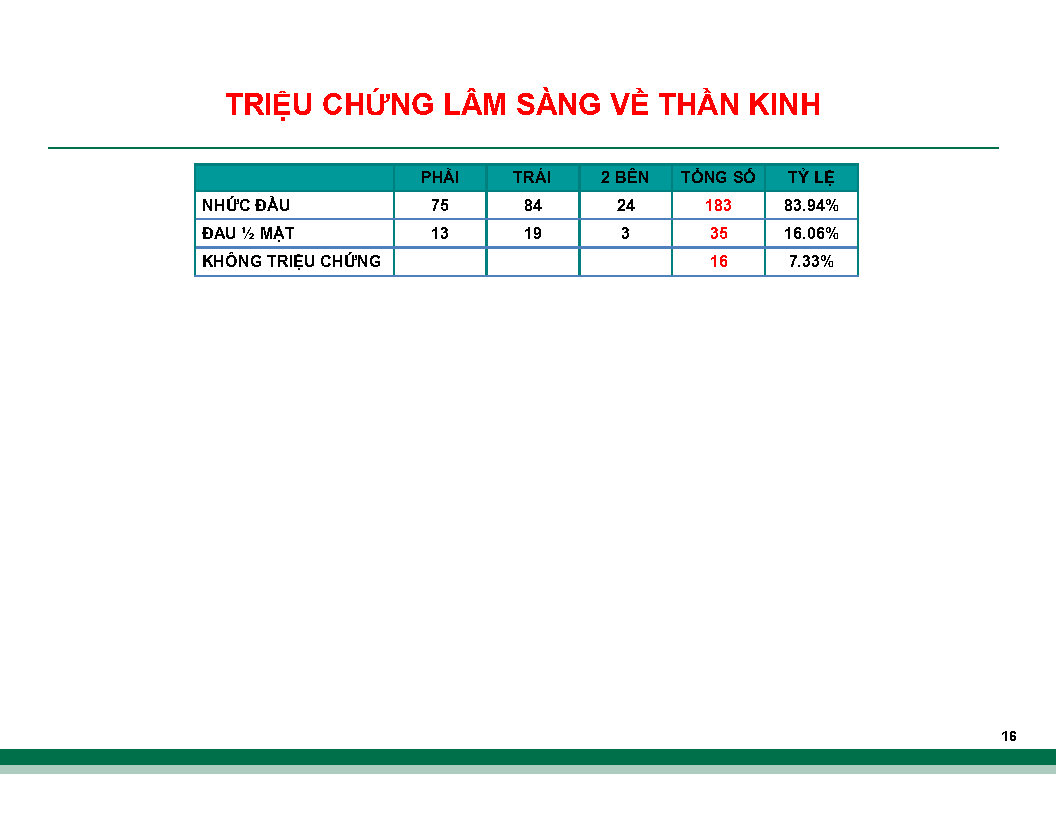 TRIỆU CHỨNG LÂM SÀNG VỀ THẦN KINH
PHẢI TRÁI 2 BÊN TỔNG SỐ TỶ LỆ
NHỨC ĐẦU 75 84 24 183 83.94%
ĐAU ½ MẶT 13 19 3 35 16.06%
KHÔNG TRIỆU CHỨNG 16 7.33%
16